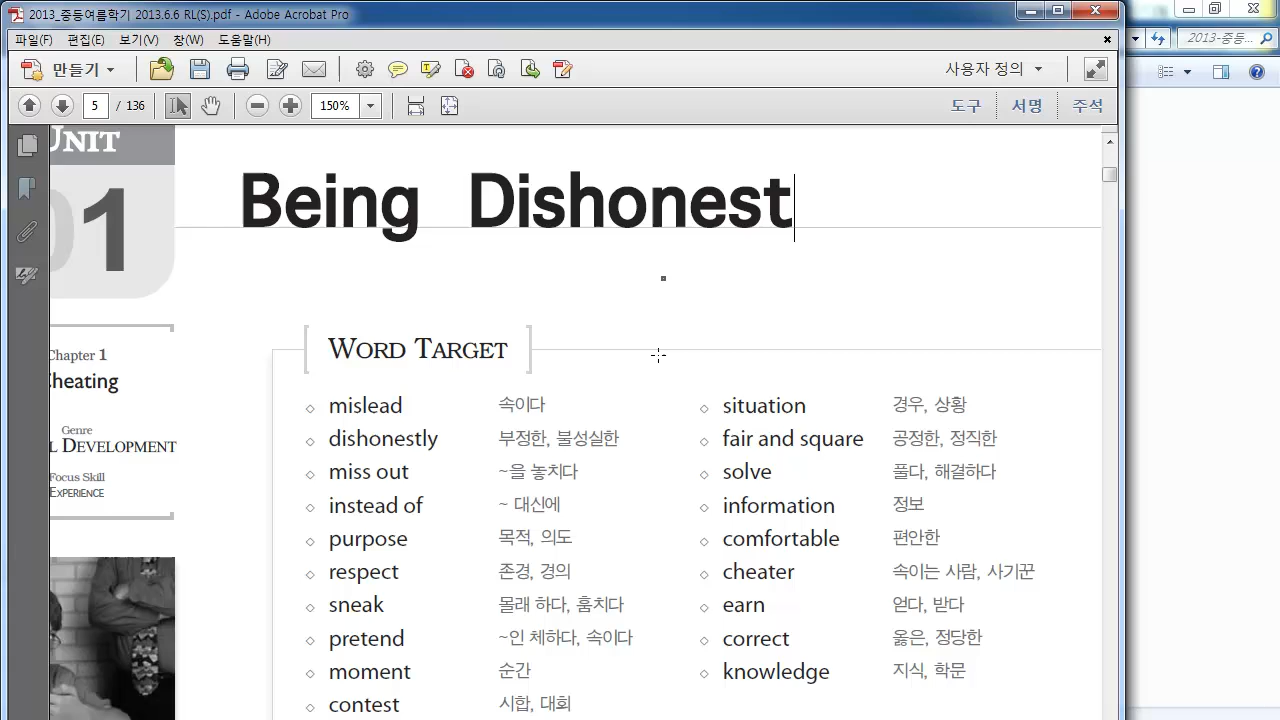 2013_중등여름학기 2013.6.6 RL(S).pdf - Adobe Acrobat Pro
파일(F) 편집(E) 보기(V) 창(W) 도움말(H)
만들기 사용자 정의
2013-중등...
5 / 136 150% 도구 서명 주석
UNIT
01
Being Dishonest
Chapter 1
Cheating
Genre
L DEVELOPMENT
Focus Skill
EXPERIENCE
WORD TARGET
mislead 속이다 situation 경우, 상황
dishonestly 부정한, 불성실한 fair and square 공정한, 정직한
miss out ~을 놓치다 solve 풀다, 해결하다
instead of ~ 대신에 information 정보
purpose 목적, 의도 comfortable 편안한
respect 존경, 경의 cheater 속이는 사람, 사기꾼
sneak 몰래 하다, 훔치다 earn 얻다, 받다
pretend ~인 체하다, 속이다 correct 옳은, 정당한
moment 순간 knowledge 지식, 학문
contest 시합, 대회